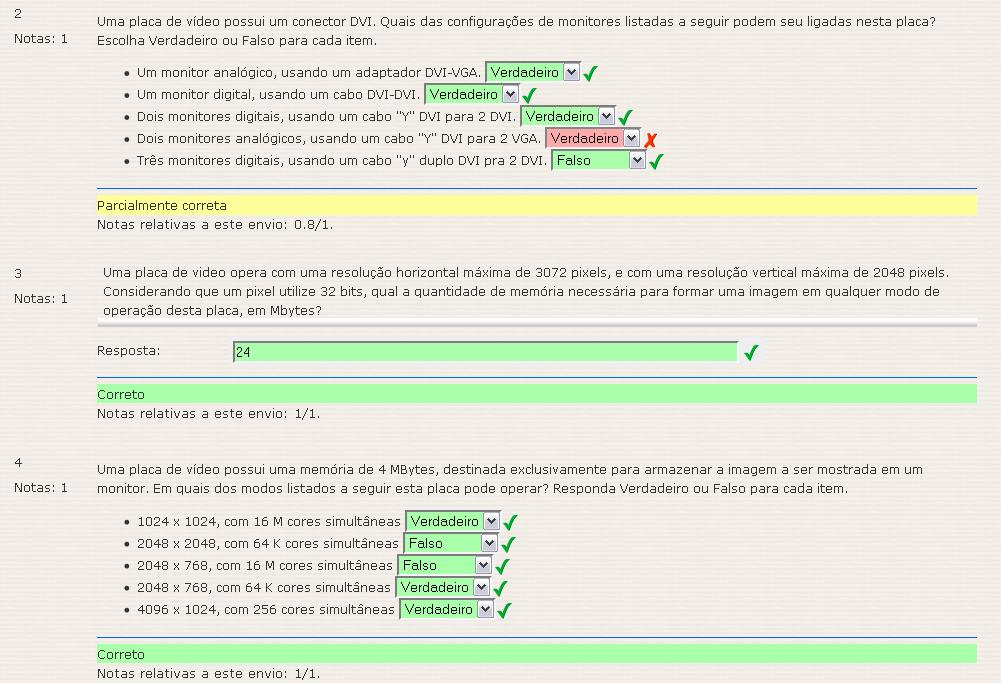 2
Notas: 1
Uma placa de vídeo possui um conector DVI. Quais das configurações de monitores listadas a seguir podem seu ligadas nesta placa?
Escolha Verdadeiro ou Falso para cada item.
• Um monitor analógico, usando um adaptador DVI-VGA. Verdadeiro
• Um monitor digital, usando um cabo DVI-DVI. Verdadeiro
• Dois monitores digitais, usando um cabo "Y" DVI para 2 DVI. Verdadeiro
• Dois monitores analógicos, usando um cabo "Y" DVI para 2 VGA. Verdadeiro
• Três monitores digitais, usando um cabo "y" duplo DVI pra 2 DVI. Falso
Parcialmente correta
Notas relativas a este envio: 0.8/1.
3
Notas: 1
Uma placa de video opera com uma resolução horizontal máxima de 3072 pixels, e com uma resolução vertical máxima de 2048 pixels.
Considerando que um pixel utilize 32 bits, qual a quantidade de memória necessária para formar uma imagem em qualquer modo de
operação desta placa, em Mbytes?
Resposta: 24
Correto
Notas relativas a este envio: 1/1.
4
Notas: 1
Uma placa de vídeo possui uma memória de 4 MBytes, destinada exclusivamente para armazenar a imagem a ser mostrada em um
monitor. Em quais dos modos listados a seguir esta placa pode operar? Responda Verdadeiro ou Falso para cada item.
• 1024 x 1024, com 16 M cores simultâneas Verdadeiro
• 2048 x 2048, com 64 K cores simultâneas Falso
• 2048 x 768, com 16 M cores simultâneas Falso
• 2048 x 768, com 64 K cores simultâneas Verdadeiro
• 4096 x 1024, com 256 cores simultâneas Verdadeiro
Correto
Notas relativas a este envio: 1/1.